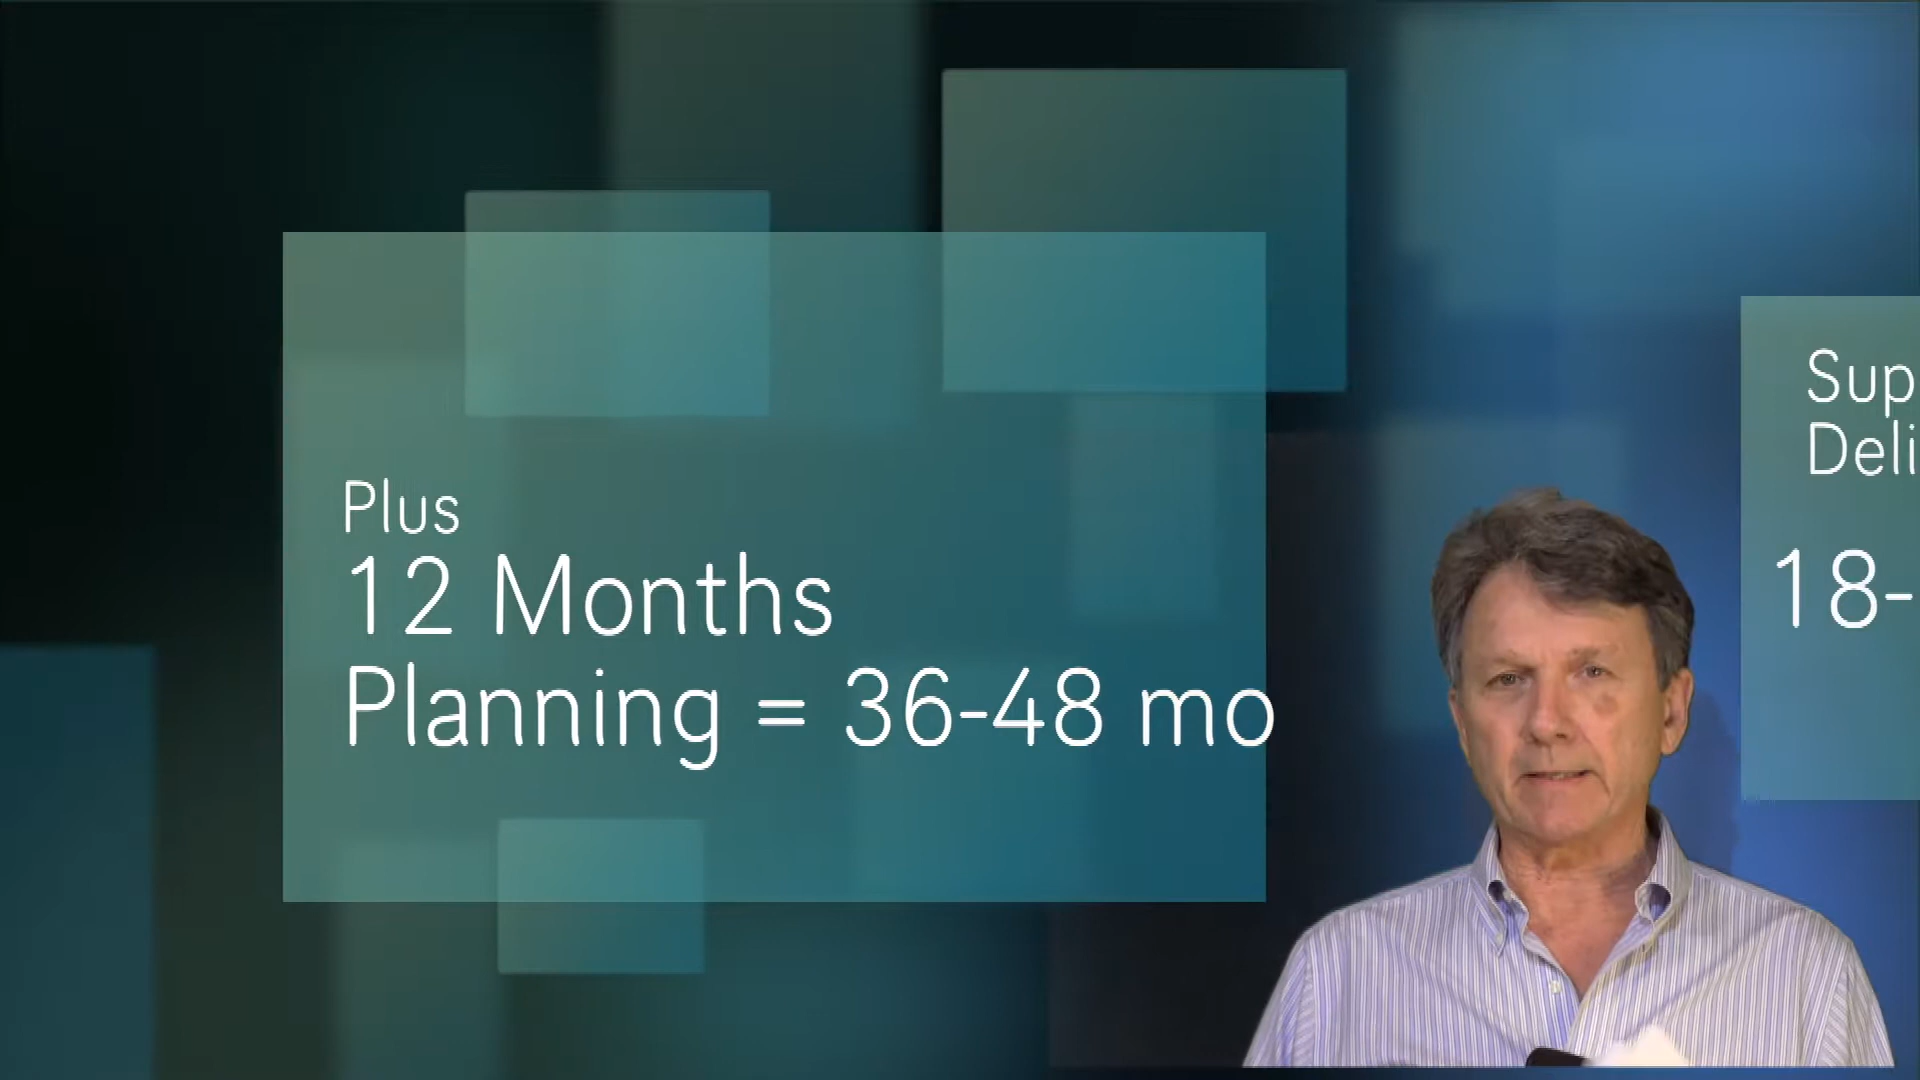 Plus
12 Months
Planning = 36-48 mo
Sup
Deli
18-